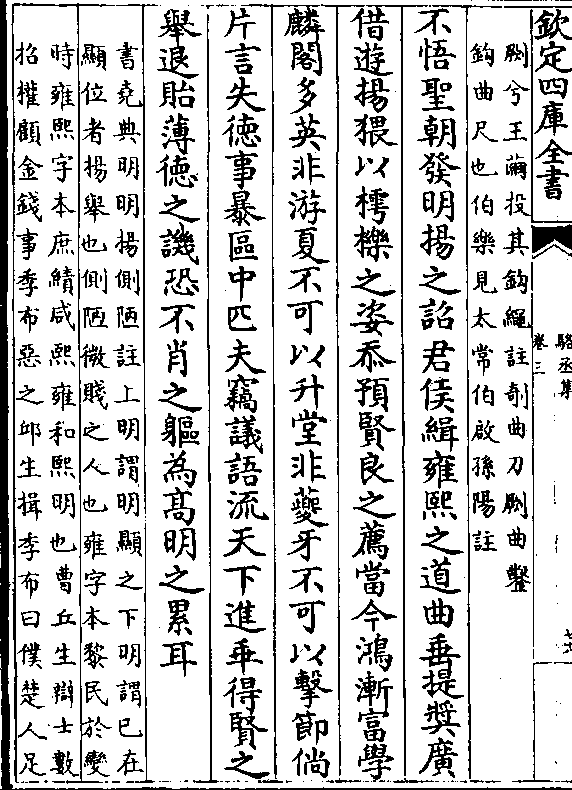 欽定四庫全書
駱丞集
卷三
劂兮王薾投其鈎繩註剞曲刀劂曲鑿
鈎曲尺也伯樂見太常伯啟孫陽註
不悟聖朝發明揚之詔君侯緝雍熙之道曲垂提奬廣
借遊揚猥以樗櫟之姿忝預賢良之薦當今鴻漸富學
麟閣多英非游夏不可以升堂非夔牙不可以擊節倘
片言失徳事暴區中匹夫竊議語流天下進乖得賢之
舉退貽薄徳之譏恐不肖之軀為髙明之累耳
書堯典明明揚側陋註上明謂明顯之下明謂已在
顯位者揚舉也側陋微賤之人也雍字本黎民於變
時雍熙字本庶績咸熙雍和熙明也曹丘生辯士數
招權顧金錢事季布惡之邱生揖季布曰僕楚人足